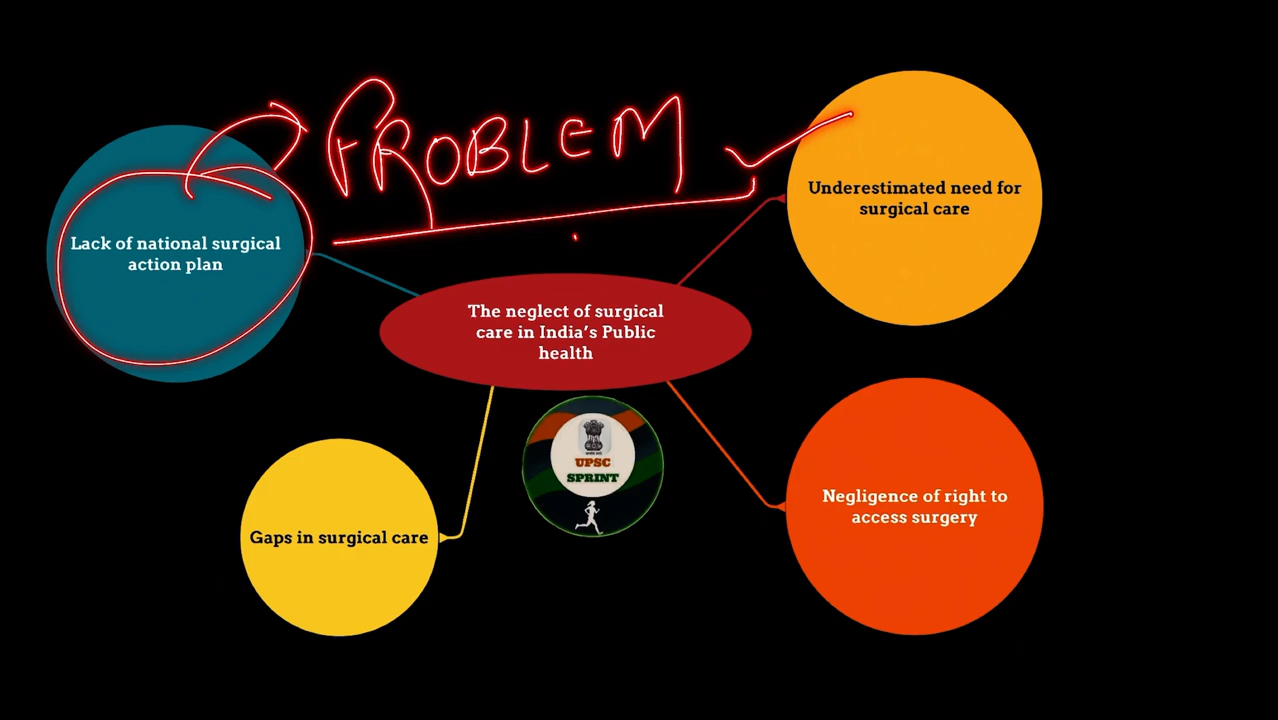 PROBLEM
Lack of national surgical
action plan
Underestimated need for
surgical care
The neglect of surgical
care in India's Public
health
UPSC
SPRINT
Gaps in surgical care
Negligence of right to
access surgery